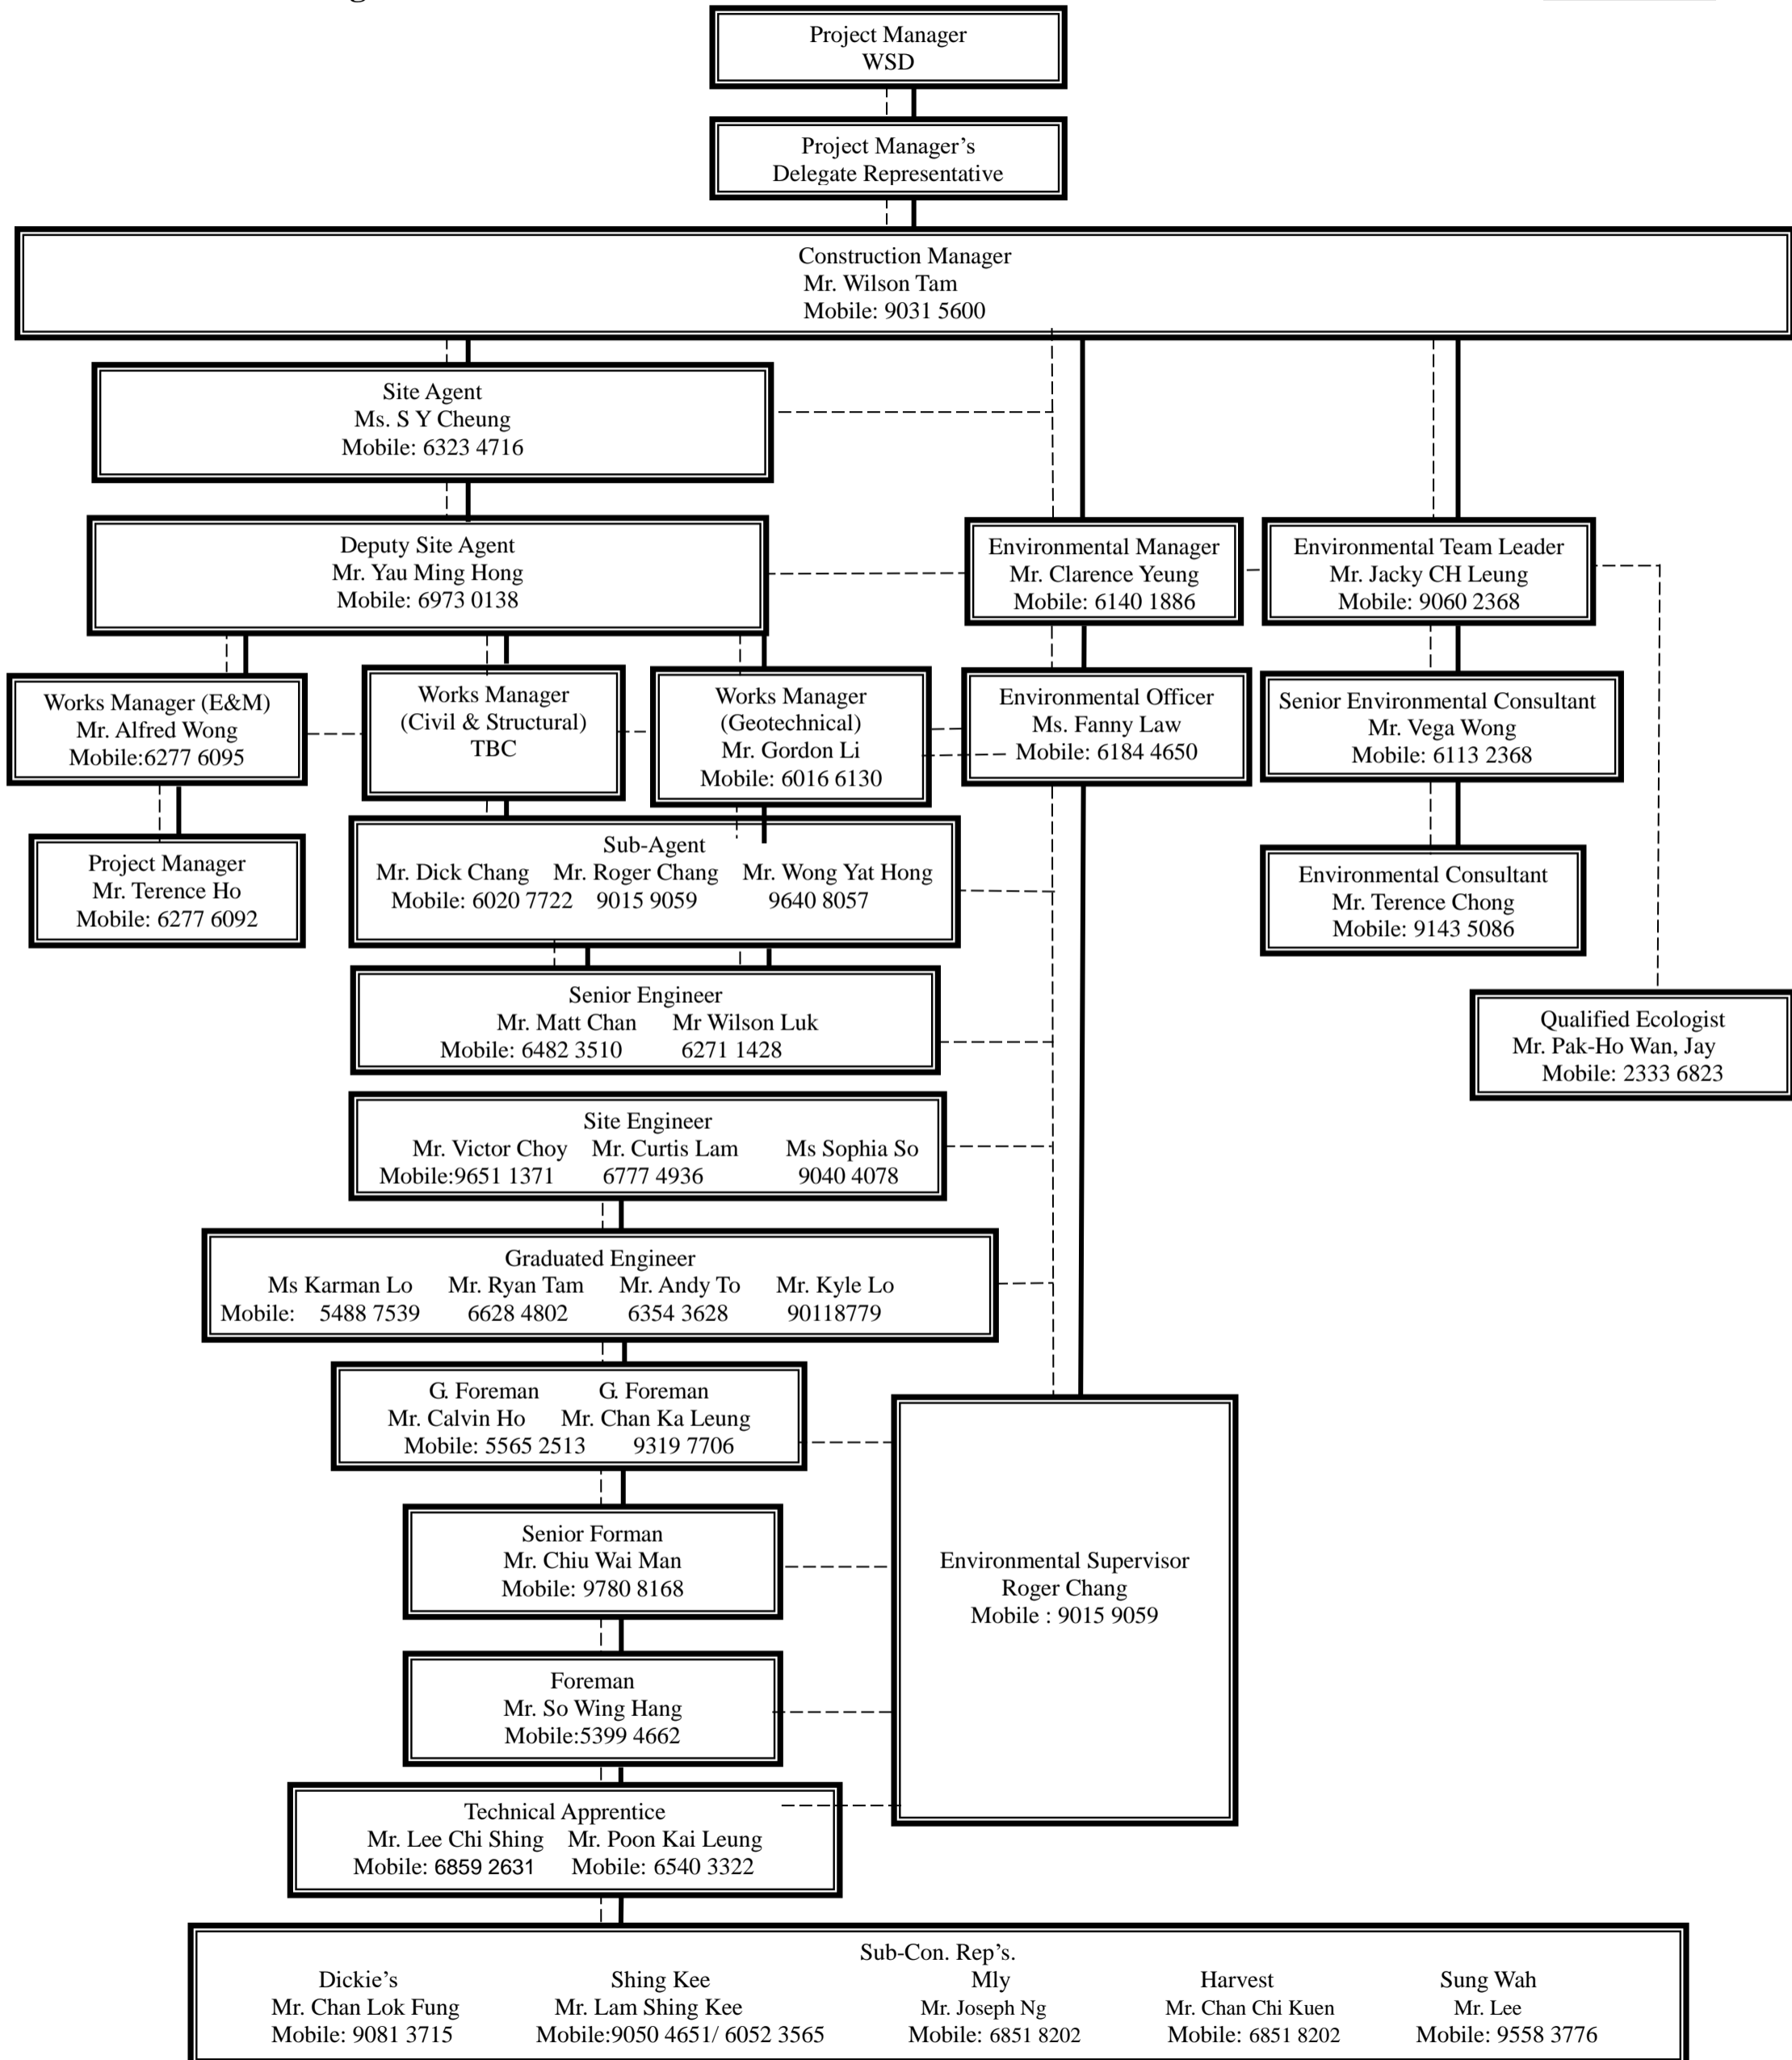 Project Manager
WSD
Project Manager’s
Delegate Representative
Construction Manager
Mr. Wilson Tam
Mobile: 9031 5600
Site Agent
Ms. S Y Cheung
Mobile: 6323 4716
Deputy Site Agent
Mr. Yau Ming Hong
Mobile: 6973 0138
Environmental Manager
Mr. Clarence Yeung
Mobile: 6140 1886
Environmental Team Leader
Mr. Jacky CH Leung
Mobile: 9060 2368
Works Manager (E&M)
Mr. Alfred Wong
Mobile:6277 6095
Works Manager
(Civil & Structural)
TBC
Works Manager
(Geotechnical)
Mr. Gordon Li
Mobile: 6016 6130
Environmental Officer
Ms. Fanny Law
Mobile: 6184 4650
Senior Environmental Consultant
Mr. Vega Wong
Mobile: 6113 2368
Project Manager
Mr. Terence Ho
Mobile: 6277 6092
Sub-Agent
Mr. Dick Chang Mr. Roger Chang Mr. Wong Yat Hong
Mobile: 6020 7722 9015 9059 9640 8057
Environmental Consultant
Mr. Terence Chong
Mobile: 9143 5086
Senior Engineer
Mr. Matt Chan Mr Wilson Luk
Mobile: 6482 3510 6271 1428
Qualified Ecologist
Mr. Pak-Ho Wan, Jay
Mobile: 2333 6823
Site Engineer
Mr. Victor Choy Mr. Curtis Lam Ms Sophia So
Mobile:9651 1371 6777 4936 9040 4078
Graduated Engineer
Ms Karman Lo Mr. Ryan Tam Mr. Andy To Mr. Kyle Lo
Mobile: 5488 7539 6628 4802 6354 3628 90118779
G. Foreman G. Foreman
Mr. Calvin Ho Mr. Chan Ka Leung
Mobile: 5565 2513 9319 7706
Senior Forman
Mr. Chiu Wai Man
Mobile: 9780 8168
Environmental Supervisor
Roger Chang
Mobile : 9015 9059
Foreman
Mr. So Wing Hang
Mobile:5399 4662
Technical Apprentice
Mr. Lee Chi Shing Mr. Poon Kai Leung
Mobile: 6859 2631 Mobile: 6540 3322
Sub-Con. Rep’s.
Dickie’s Shing Kee Mly Harvest Sung Wah
Mr. Chan Lok Fung Mr. Lam Shing Kee Mr. Joseph Ng Mr. Chan Chi Kuen Mr. Lee
Mobile: 9081 3715 Mobile:9050 4651/ 6052 3565 Mobile: 6851 8202 Mobile: 6851 8202 Mobile: 9558 3776